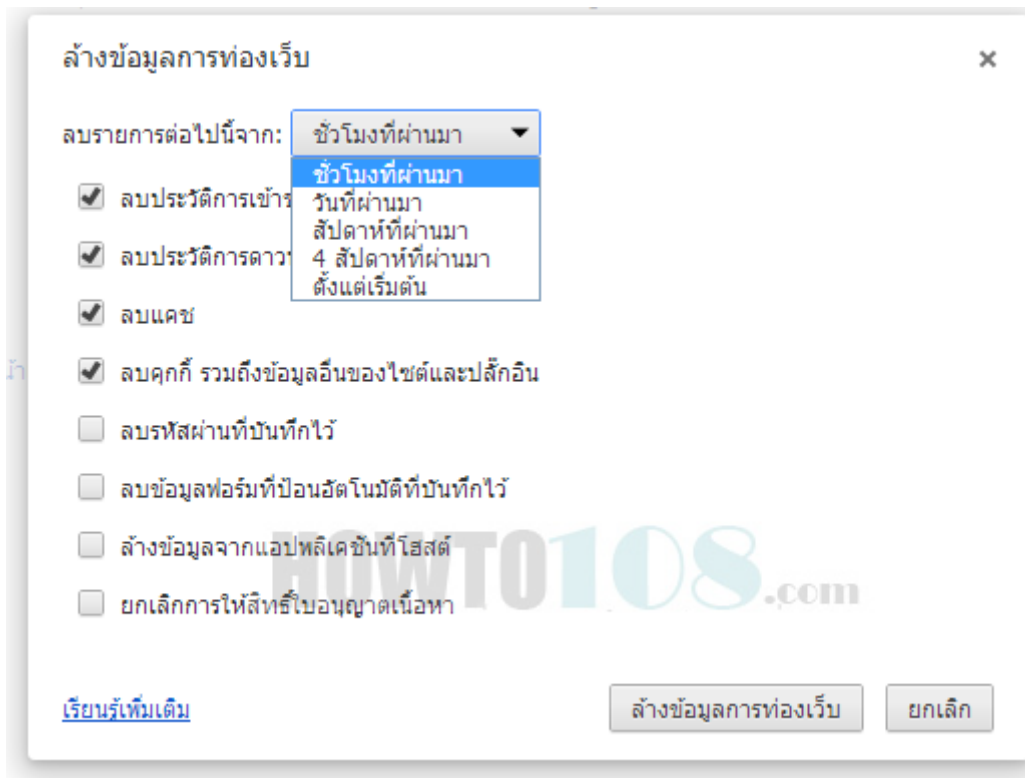 ล้างข้อมูลการท่องเว็บ
ลบรายการต่อไปนี้จาก: ชั่วโมงที่ผ่านมา
ชั่วโมงที่ผ่านมา
วันที่ผ่านมา
สัปดาห์ที่ผ่านมา
4 สัปดาห์ที่ผ่านมา
ตั้งแต่เริ่มต้น
ลบประวัติการเข้าร
ลบประวัติการดาว
ลบแคช
ลบคุกกี้ รวมถึงข้อมูลอื่นของไซต์และปลั๊กอิน
ลบรหัสผ่านที่บันทึกไว้
ลบข้อมูลฟอร์มที่ป้อนอัตโนมัติที่บันทึกไว้
ล้างข้อมูลจากแอปพลิเคชันที่โฮสต์
HOWTO108.com
ยกเลิกการให้สิทธิ์ใบอนุญาตเนื้อหา
เรียนรู้เพิ่มเติม
ล้างข้อมูลการท่องเว็บ
ยกเลิก